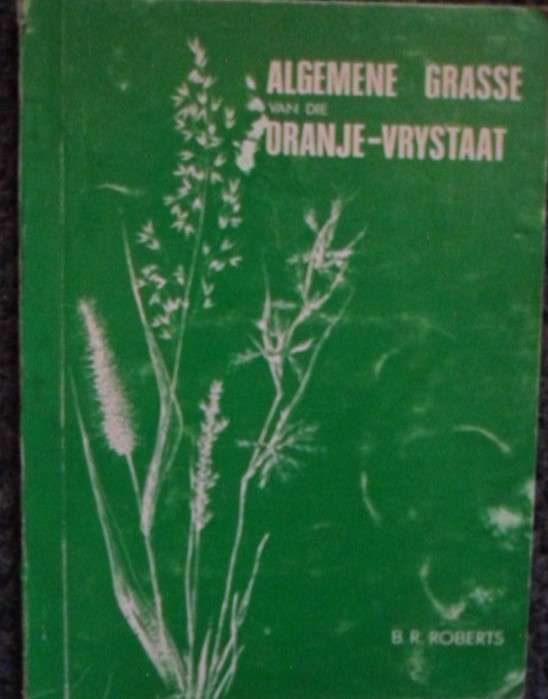 ALGEMENE GRASSE
VAN DIE
ORANJE-VRYSTAAT
B. R. ROBERTS